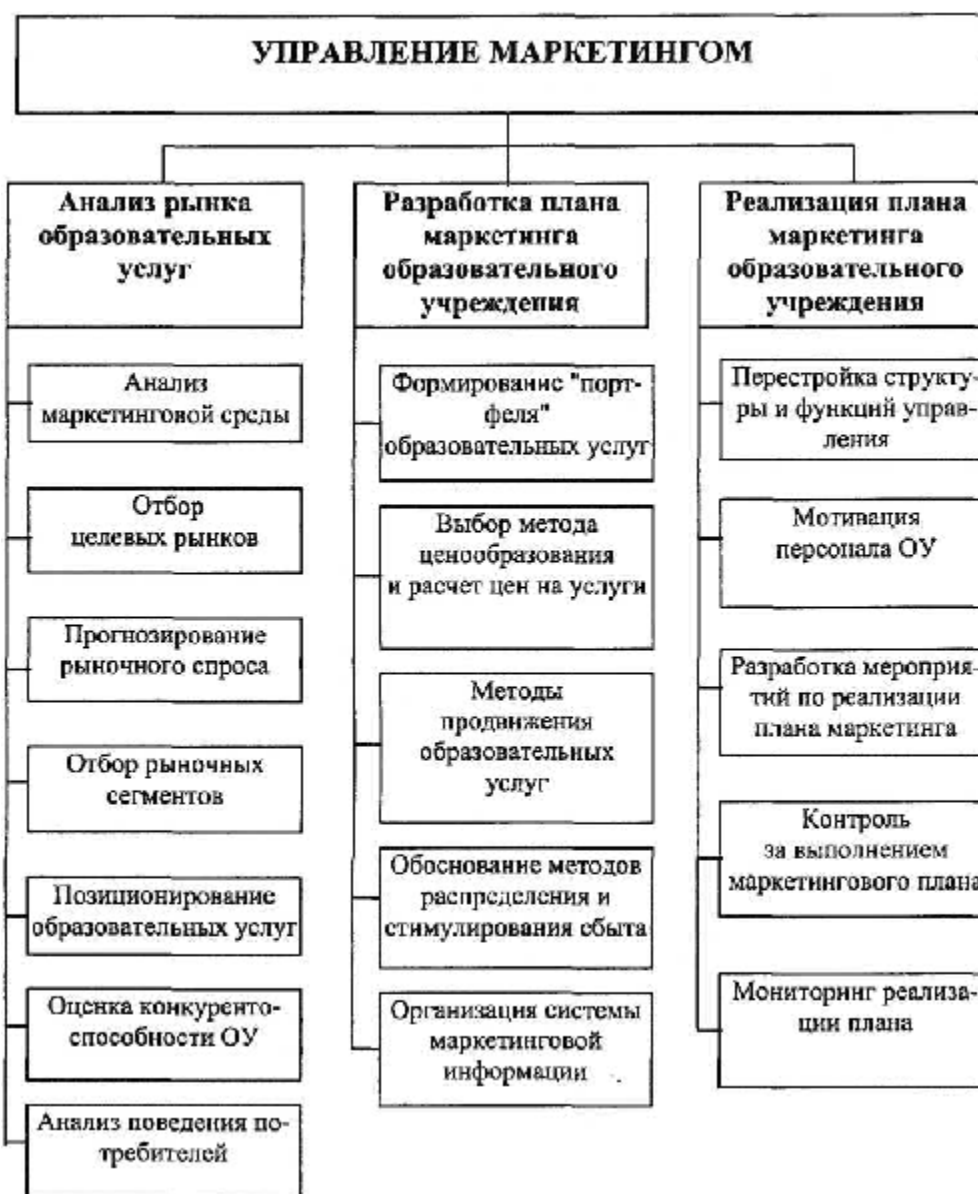 УПРАВЛЕНИЕ МАРКЕТИНГОМ
Анализ рынка
образовательных
услуг
Анализ
маркетинговой среды
Отбор
целевых рынков
Прогнозирование
рыночного спроса
Отбор рыночных
сегментов
Позиционирование
образовательных услуг
Оценка конкуренто-
способности ОУ
Анализ поведения по-
требителей
Разработка плана
маркетинга
образовательного
учреждения
Формирование "порт-
феля"
образовательных услуг
Выбор метода
ценообразования
и расчет цен на услуги
Методы
продвижения
образовательных
услуг
Обоснование методов
распределения и
стимулирования сбыта
Организация системы
маркетинговой
информации
Реализация плана
маркетинга
образовательного
учреждения
Перестройка структу-
ры и функций управ-
ления
Мотивация
персонала ОУ
Разработка мероприя-
тий по реализации
плана маркетинга
Контроль
за выполнением
маркетингового плана
Мониторинг реализа-
ции плана